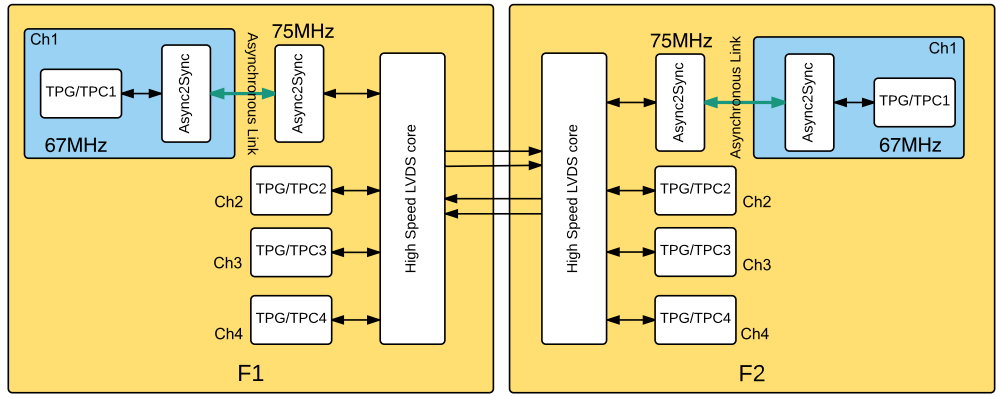 Ch1
TPG/TPC1
67MHz
Async2Sync
Asynchronous Link
75MHz
Async2Sync
High Speed LVDS core
Ch2
TPG/TPC2
Ch3
TPG/TPC3
Ch4
TPG/TPC4
F1
High Speed LVDS core
75MHz
Async2Sync
Asynchronous Link
Async2Sync
Ch1
TPG/TPC1
67MHz
TPG/TPC2
Ch2
TPG/TPC3
Ch3
TPG/TPC4
Ch4
F2